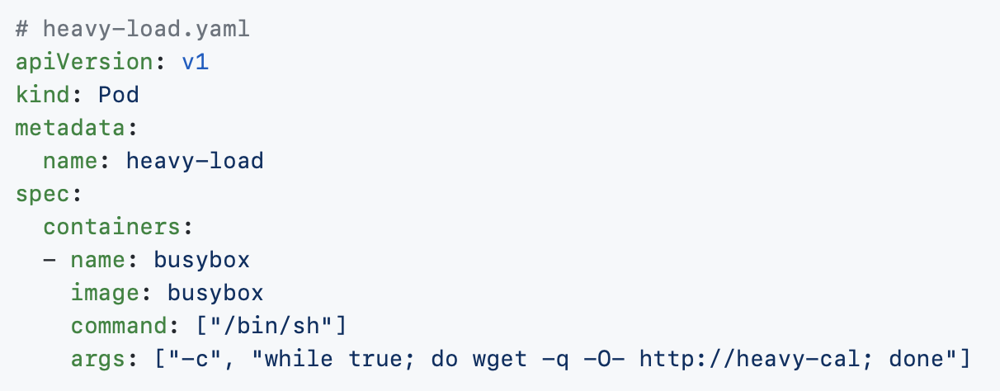 # heavy-load.yaml
apiVersion: v1
kind: Pod
metadata:
  name: heavy-load
spec:
  containers:
  - name: busybox
    image: busybox
    command: ["/bin/sh"]
    args: ["-c", "while true; do wget -q -O- http://heavy-cal; done"]